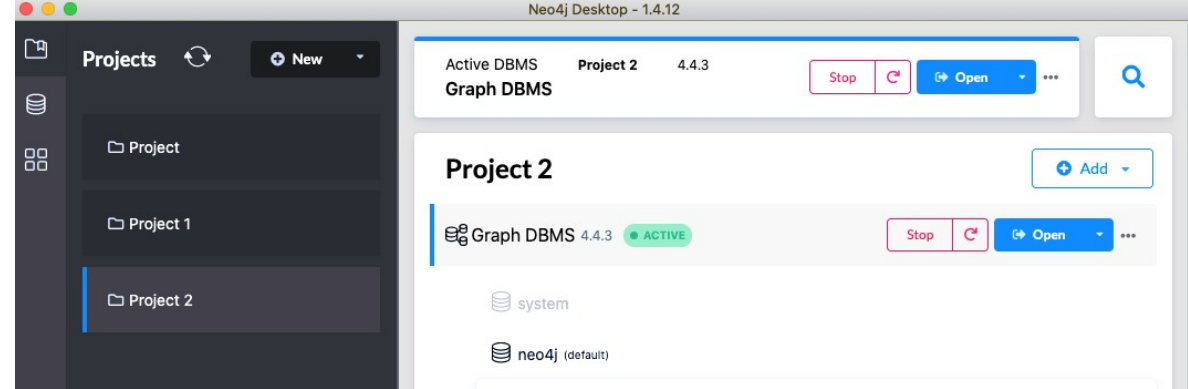 Neo4j Desktop - 1.4.12
Projects
New
Project
Project 1
Project 2
Active DBMS Project 2 4.4.3
Graph DBMS
Stop Open
Project 2
Add
Graph DBMS 4.4.3 ACTIVE
Stop Open
system
neo4j (default)